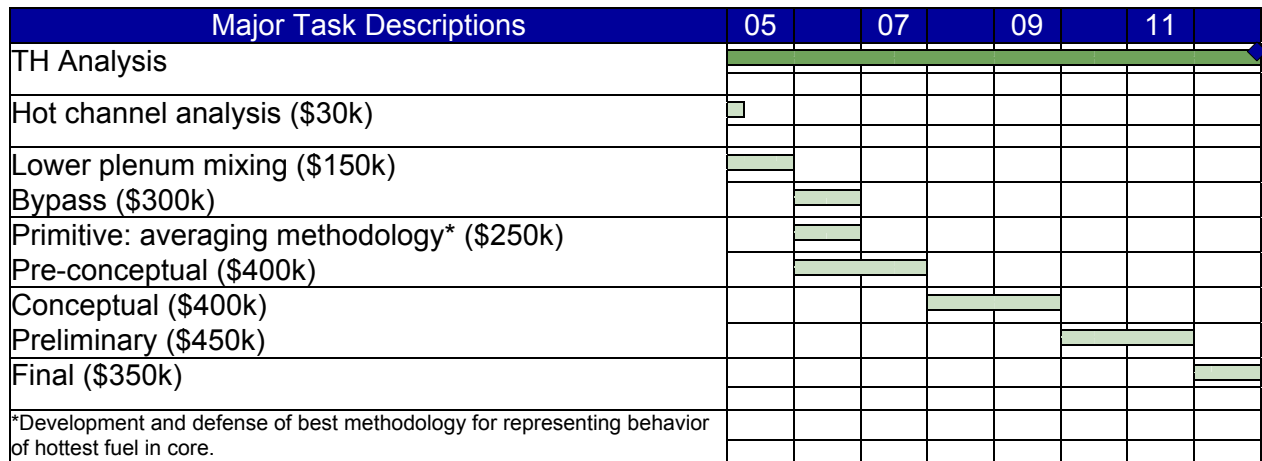 Major Task Descriptions 05 07 09 11
TH Analysis
Hot channel analysis ($30k)
Lower plenum mixing ($150k)
Bypass ($300k)
Primitive: averaging methodology* ($250k)
Pre-conceptual ($400k)
Conceptual ($400k)
Preliminary ($450k)
Final ($350k)
*Development and defense of best methodology for representing behavior
of hottest fuel in core.